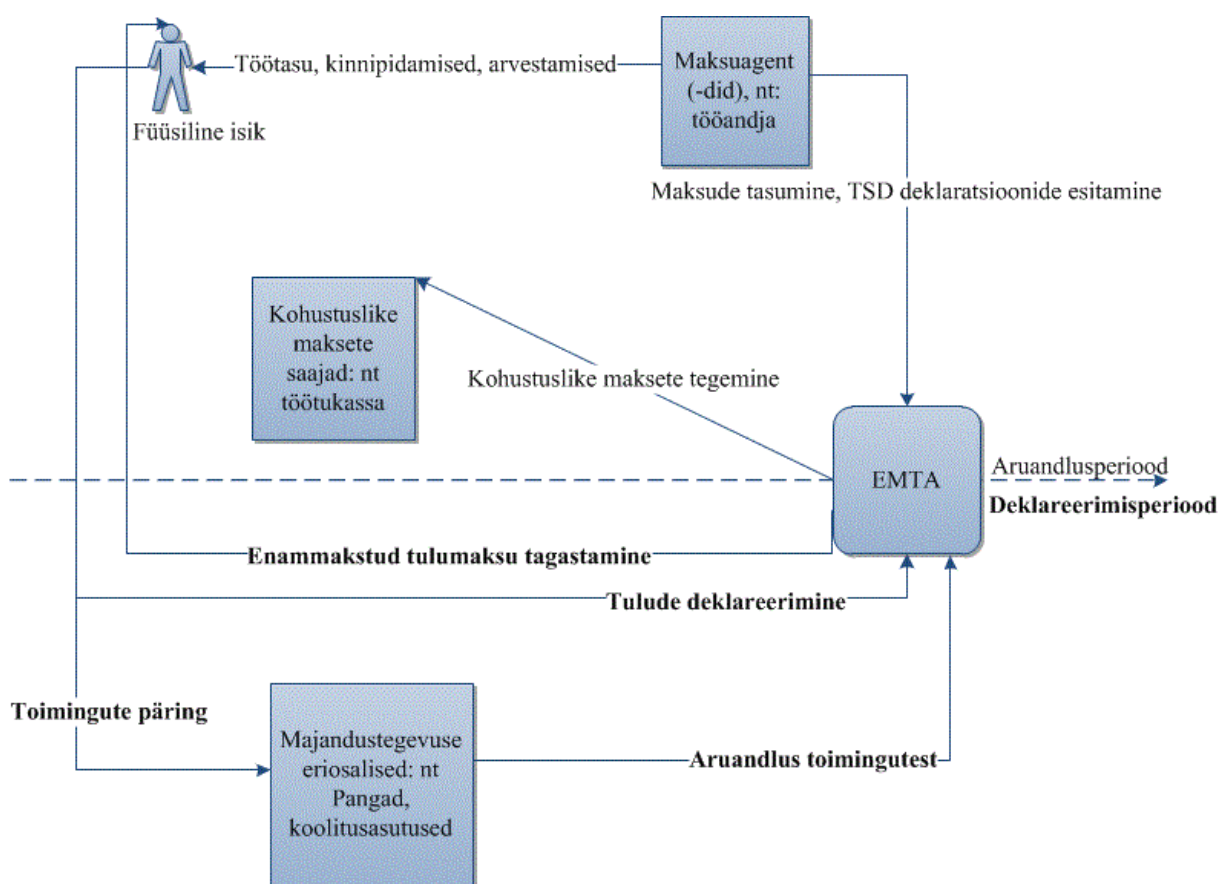 Töötasu, kinnipidamised, arvestamised
Maksuagent
(-did), nt:
tööandja
Füüsiline isik
Maksude tasumine, TSD deklaratsioonide esitamine
Kohustuslike
maksete
saajad: nt
töötukassa
Kohustuslike maksete tegemine
EMTA
Aruandlusperiood
Deklareerimisperiood
Enammakstud tulumaksu tagastamine
Tulude deklareerimine
Toimingute päring
Majandustegevuse
eriosalised: nt
Pangad,
koolitusasutused
Aruandlus toimingutest